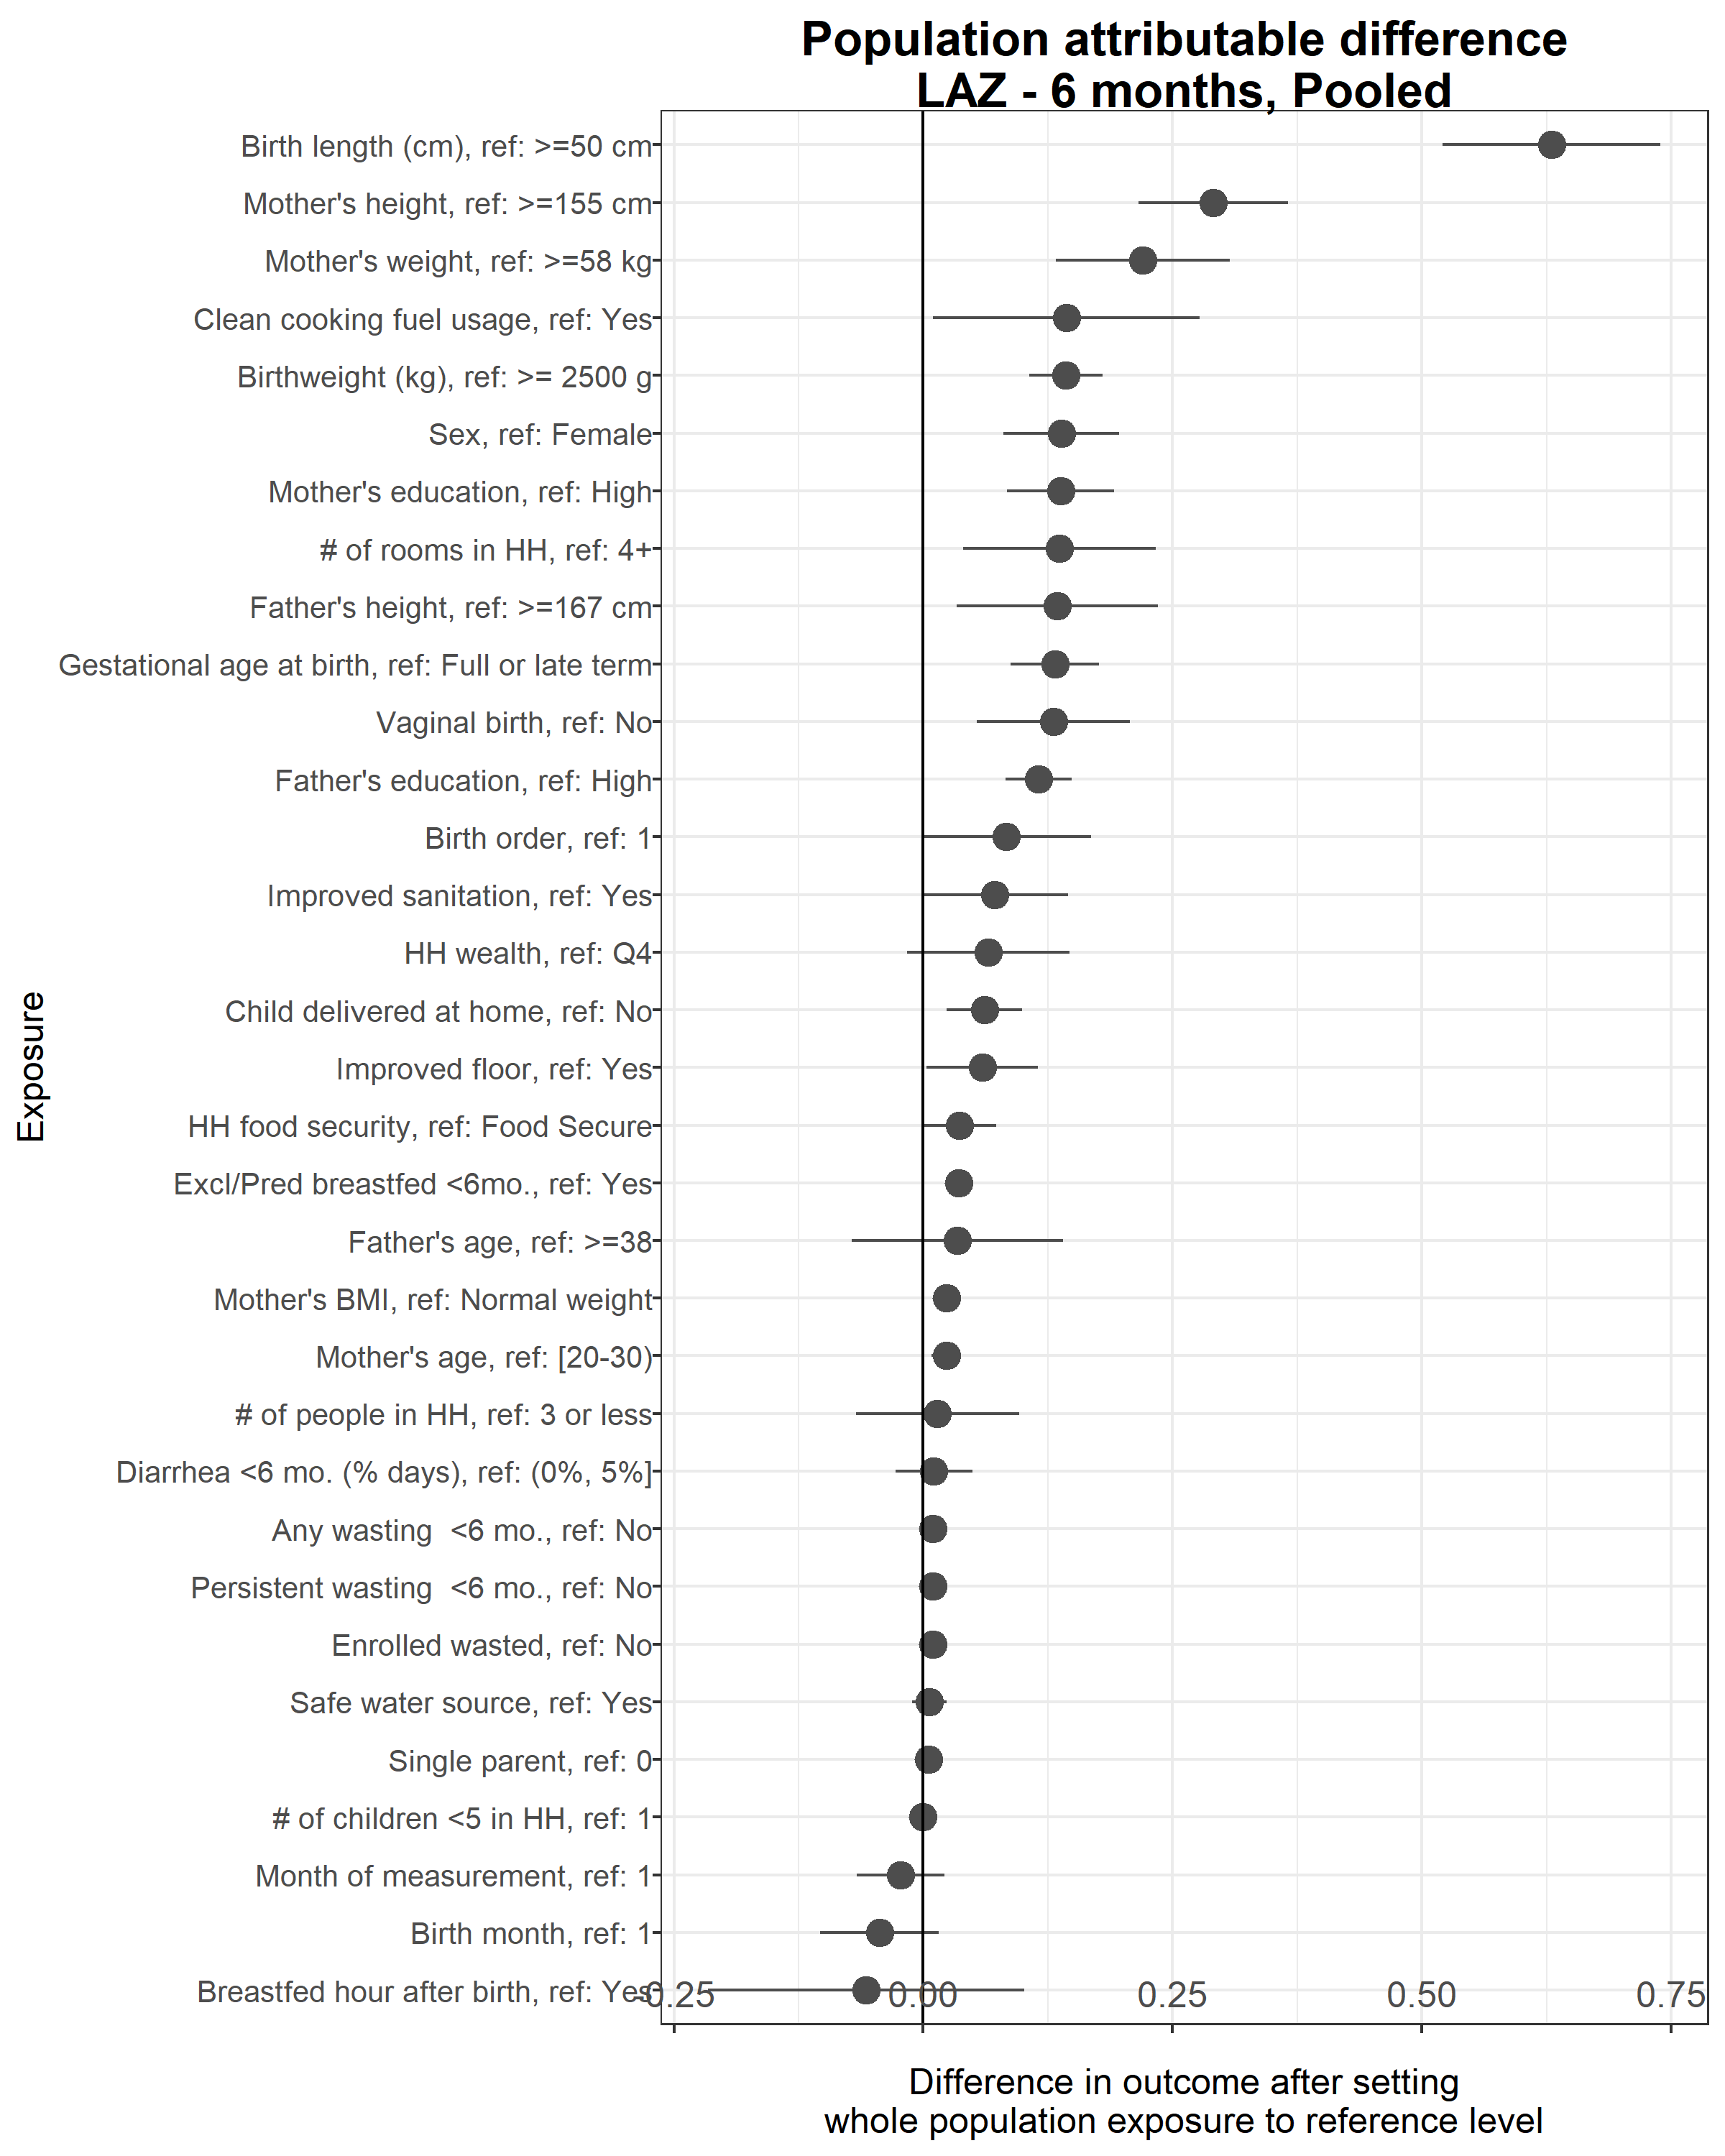 Population attributable difference
LAZ - 6 months, Pooled
Birth length (cm), ref: >=50 cm
Mother's height, ref: >=155 cm
Mother's weight, ref: >=58 kg
Clean cooking fuel usage, ref: Yes
Birthweight (kg), ref: >= 2500 g
Sex, ref: Female
Mother's education, ref: High
# of rooms in HH, ref: 4+
Father's height, ref: >=167 cm
Gestational age at birth, ref: Full or late term
Vaginal birth, ref: No
Father's education, ref: High
Birth order, ref: 1
Improved sanitation, ref: Yes
HH wealth, ref: Q4
Child delivered at home, ref: No
Improved floor, ref: Yes
HH food security, ref: Food Secure
Excl/Pred breastfed <6mo., ref: Yes
Father's age, ref: >=38
Mother's BMI, ref: Normal weight
Mother's age, ref: [20-30)
# of people in HH, ref: 3 or less
Diarrhea <6 mo. (% days), ref: (0%, 5%]
Any wasting  <6 mo., ref: No
Persistent wasting  <6 mo., ref: No
Enrolled wasted, ref: No
Safe water source, ref: Yes
Single parent, ref: 0
# of children <5 in HH, ref: 1
Month of measurement, ref: 1
Birth month, ref: 1
Breastfed hour after birth, ref: Yes
-0.25 0.00 0.25 0.50 0.75
Exposure
Difference in outcome after setting
whole population exposure to reference level